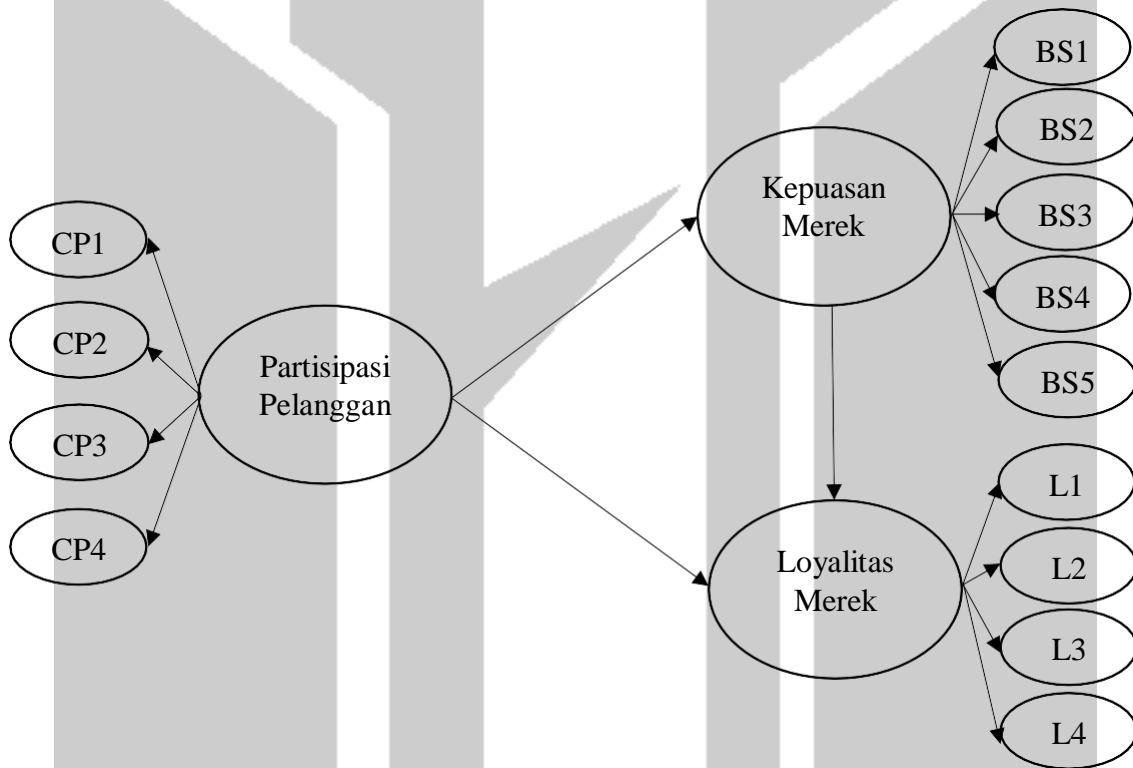 CP1
CP2
CP3
CP4
Partisipasi
Pelanggan
Kepuasan
Merek
Loyalitas
Merek
BS1
BS2
BS3
BS4
BS5
L1
L2
L3
L4